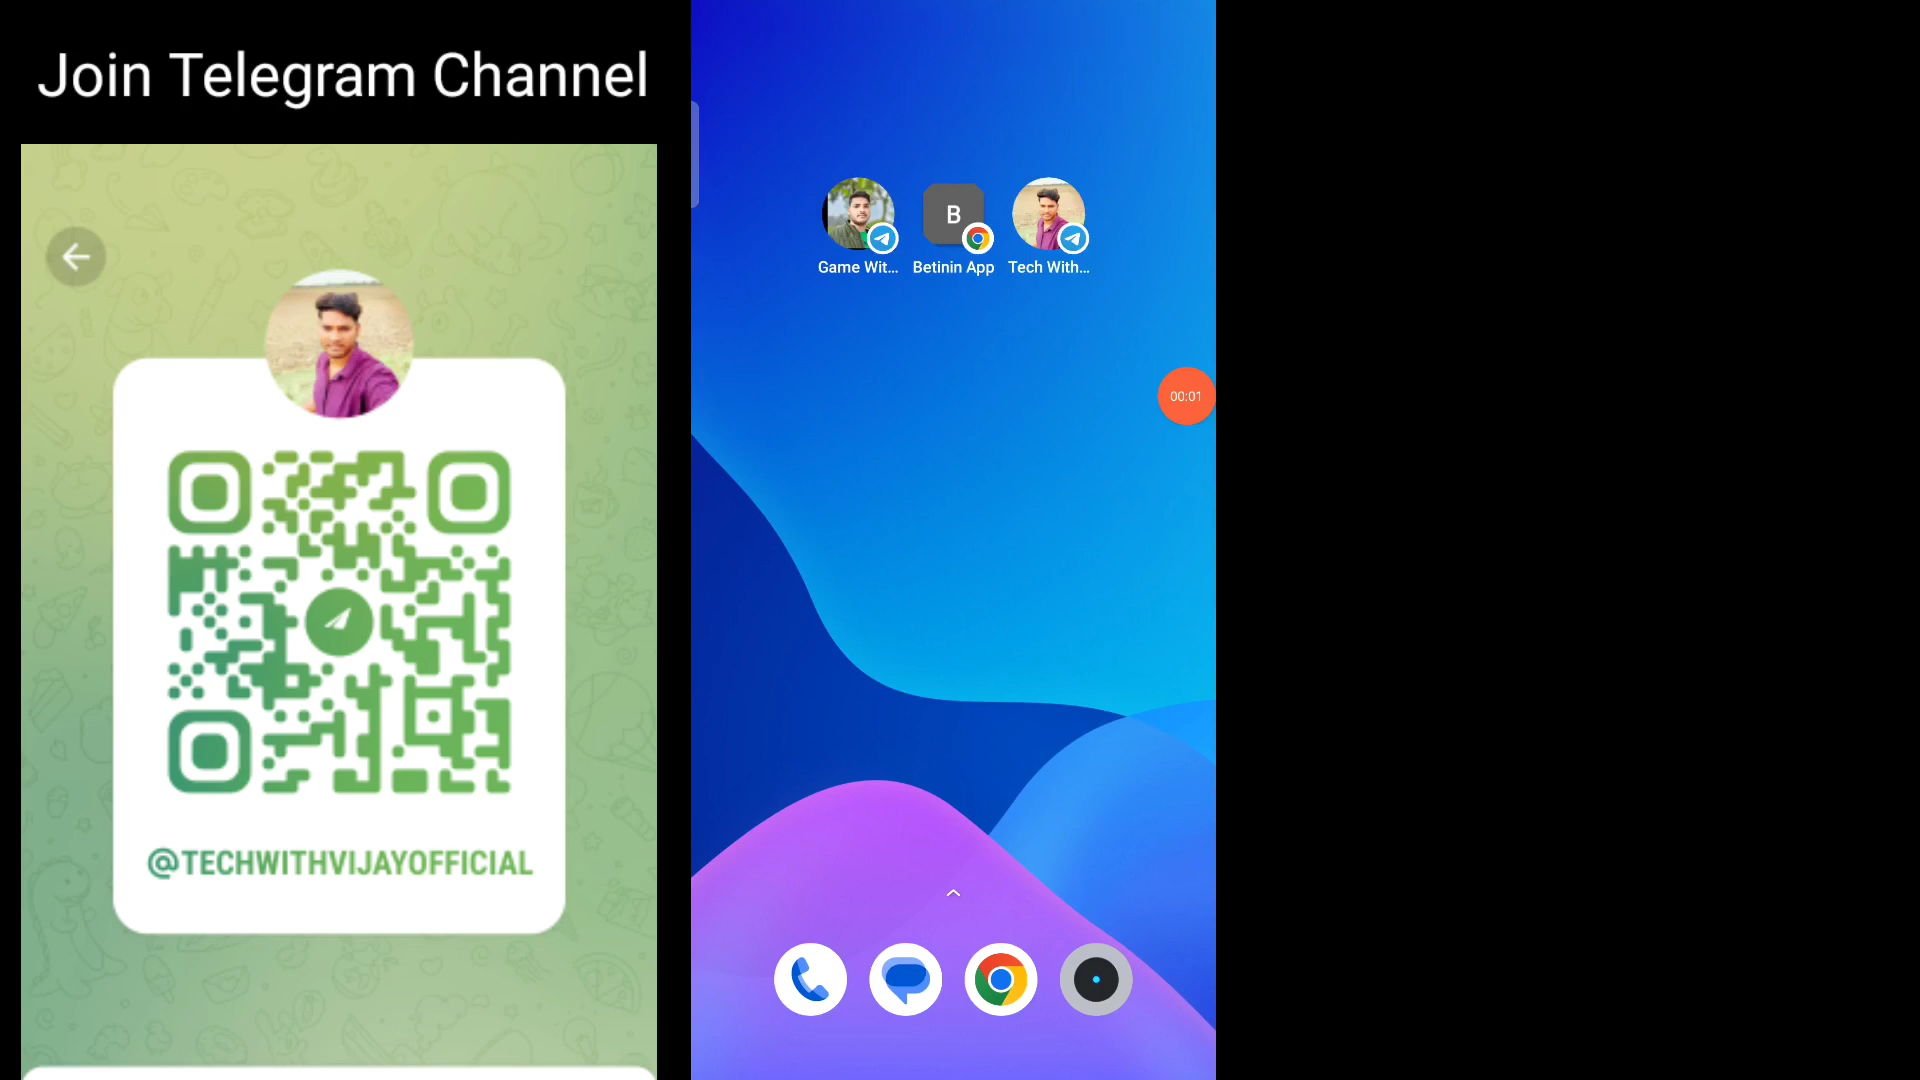 Join Telegram Channel
@TECHWITHVIJAYOFFICIAL
B
Game Wit...
Betinin App
Tech With...
00:01